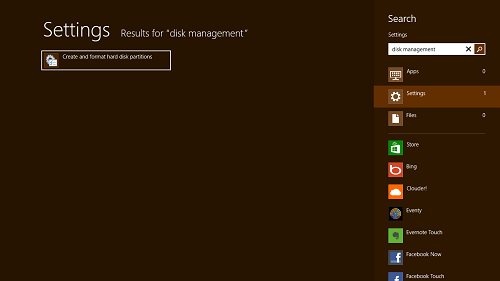 Settings Results for “disk management”
Create and format hard disk partitions
Search
Settings
disk management
Apps 0
Settings 1
Files 0
Store
Bing
Clouder!
Eventy
Evernote Touch
Facebook Now
Facebook Touch